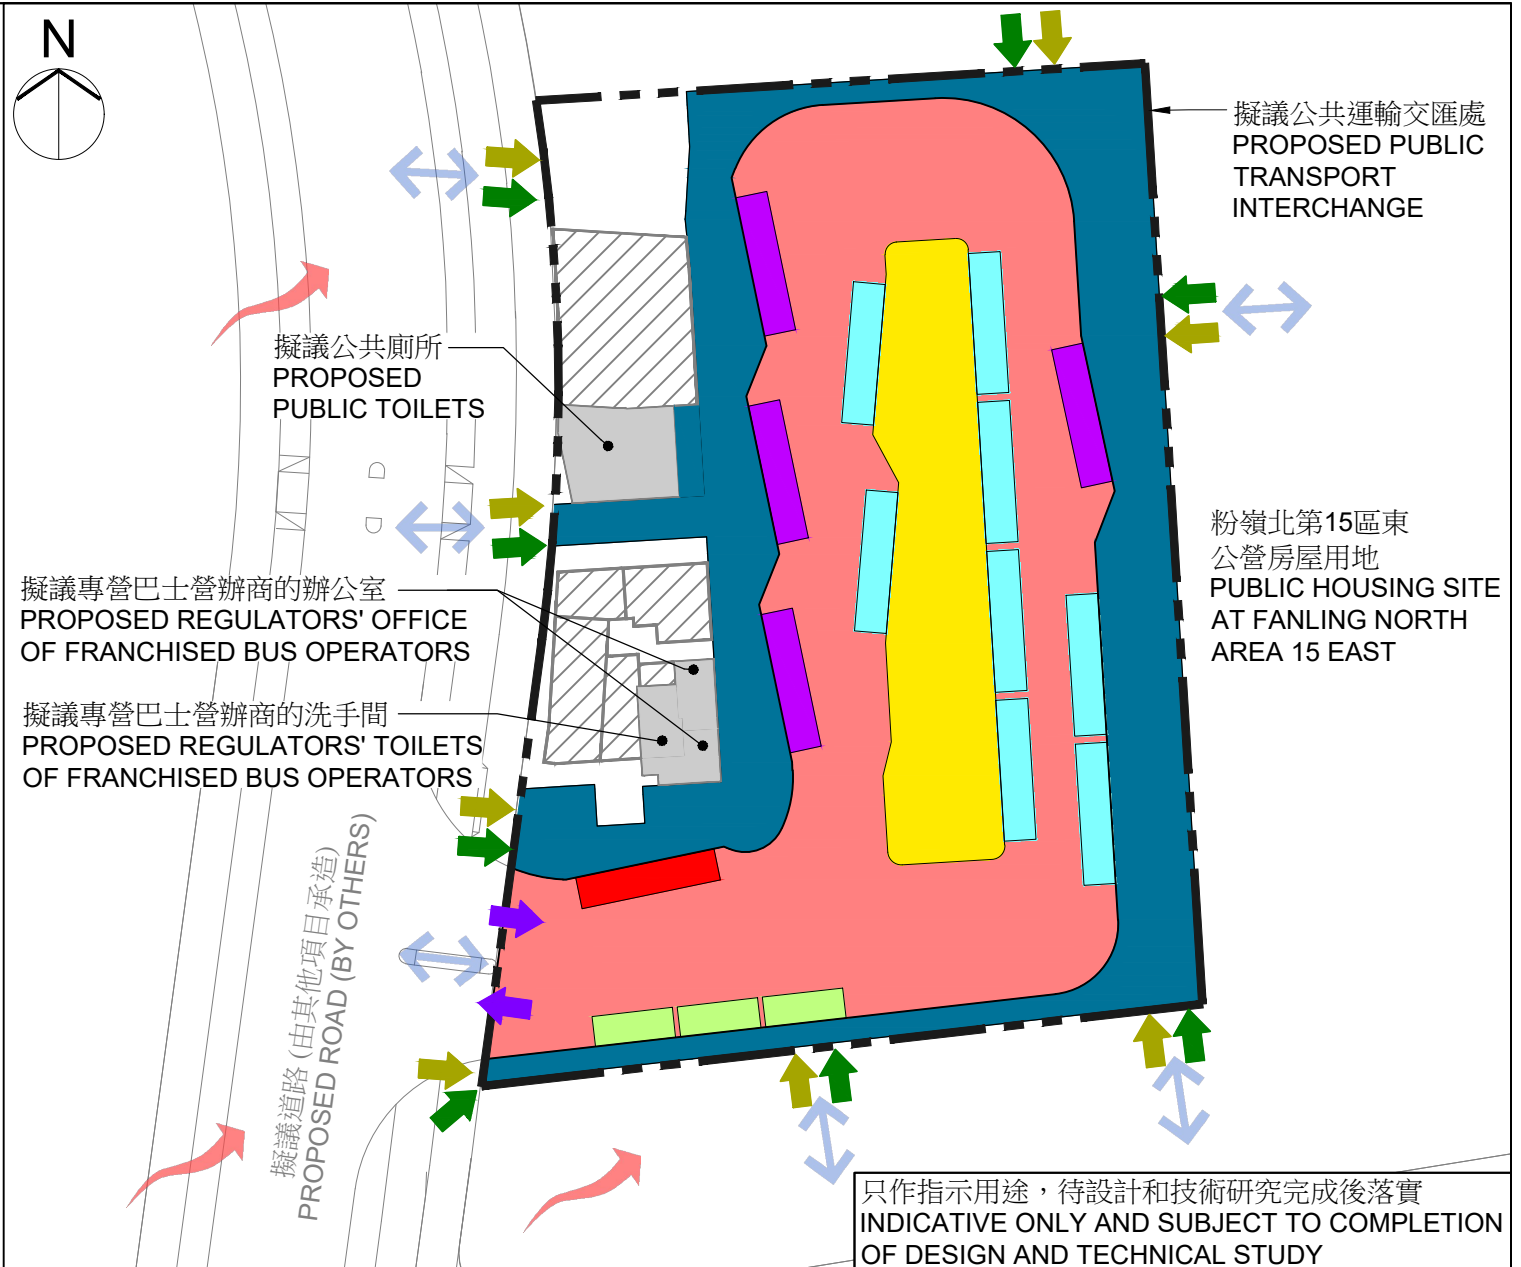 N
擬議公共運輸交匯處
PROPOSED PUBLIC
TRANSPORT
INTERCHANGE
擬議公共廁所
PROPOSED
PUBLIC TOILETS
粉嶺北第15區東
公營房屋用地
PUBLIC HOUSING SITE
AT FANLING NORTH
AREA 15 EAST
擬議專營巴士營辦商的辦公室
PROPOSED REGULATORS' OFFICE
OF FRANCHISED BUS OPERATORS
擬議專營巴士營辦商的洗手間
PROPOSED REGULATORS' TOILETS
OF FRANCHISED BUS OPERATORS
擬議道路 (由其他項目承造)
PROPOSED ROAD (BY OTHERS)
只作指示用途，待設計和技術研究完成後落實
INDICATIVE ONLY AND SUBJECT TO COMPLETION
OF DESIGN AND TECHNICAL STUDY